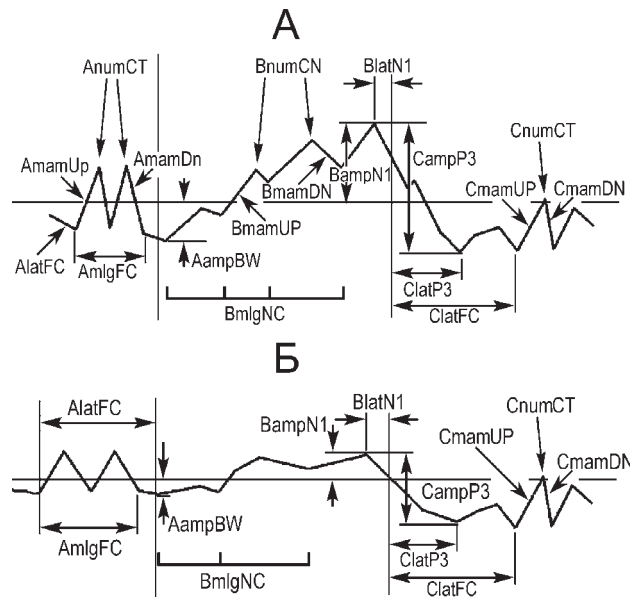 А
AnumCT
BnumCN
BlatN1
CnumCT
AmamUp
AmamDn
BampN1
CampP3
CmamUP
CmamDN
BmamDN
BmamUP
AlatFC
AmlgFC
AampBW
ClatP3
BmlgNC
ClatFC
Б
AlatFC
BlatN1
BampN1
CnumCT
CmamUP
CmamDN
CampP3
AampBW
AmlgFC
ClatP3
BmlgNC
ClatFC